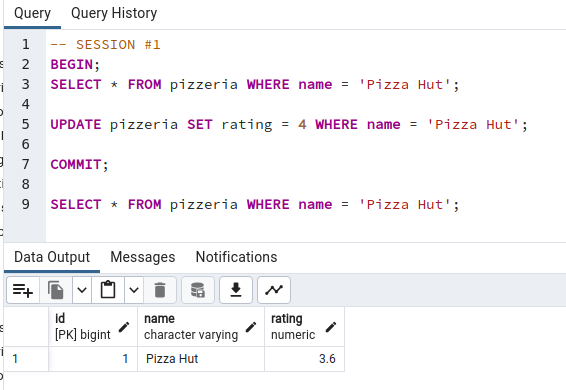 Query Query History
1 -- SESSION #1
2 BEGIN;
3 SELECT * FROM pizzeria WHERE name = 'Pizza Hut';
4
5 UPDATE pizzeria SET rating = 4 WHERE name = 'Pizza Hut';
6
7 COMMIT;
8
9 SELECT * FROM pizzeria WHERE name = 'Pizza Hut';
Data Output Messages Notifications
id name rating
[PK] bigint character varying numeric
1 1 Pizza Hut 3.6